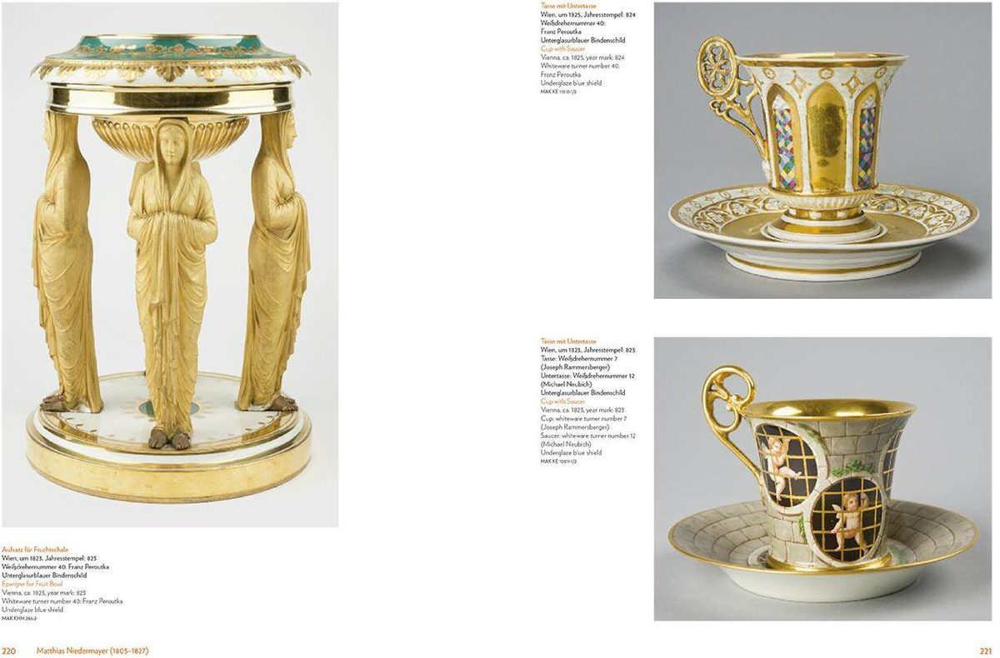 Aufsatz für Fruchtschale
Wien, um 1823, Jahresstempel: 823
Weißdrehernummer 40: Franz Peroutka
Unterglasurblauer Bindenschild
Epergne for Fruit Bowl
Vienna, ca. 1823, year mark: 823
Whiteware turner number 40: Franz Peroutka
Underglaze blue shield
MAK KHM 296-2
220 Matthias Niedermayer (1805–1827)
Tasse mit Untertasse
Wien, um 1825, Jahresstempel: 824
Weißdrehernummer 40:
Franz Peroutka
Unterglasurblauer Bindenschild
Cup with Saucer
Vienna, ca. 1825, year mark: 824
Whiteware turner number 40:
Franz Peroutka
Underglaze blue shield
MAK KE
Tasse mit Untertasse
Wien, um 1823, Jahresstempel: 823
Tasse: Weißdrehernummer 7
(Joseph Rammersberger)
Untertasse: Weißdrehernummer 12
(Michael Neubich)
Unterglasurblauer Bindenschild
Cup with Saucer
Vienna, ca. 1823, year mark: 823
Cup: whiteware turner number 7
(Joseph Rammersberger)
Saucer: whiteware turner number 12
(Michael Neubich)
Underglaze blue shield
MAK KE
221